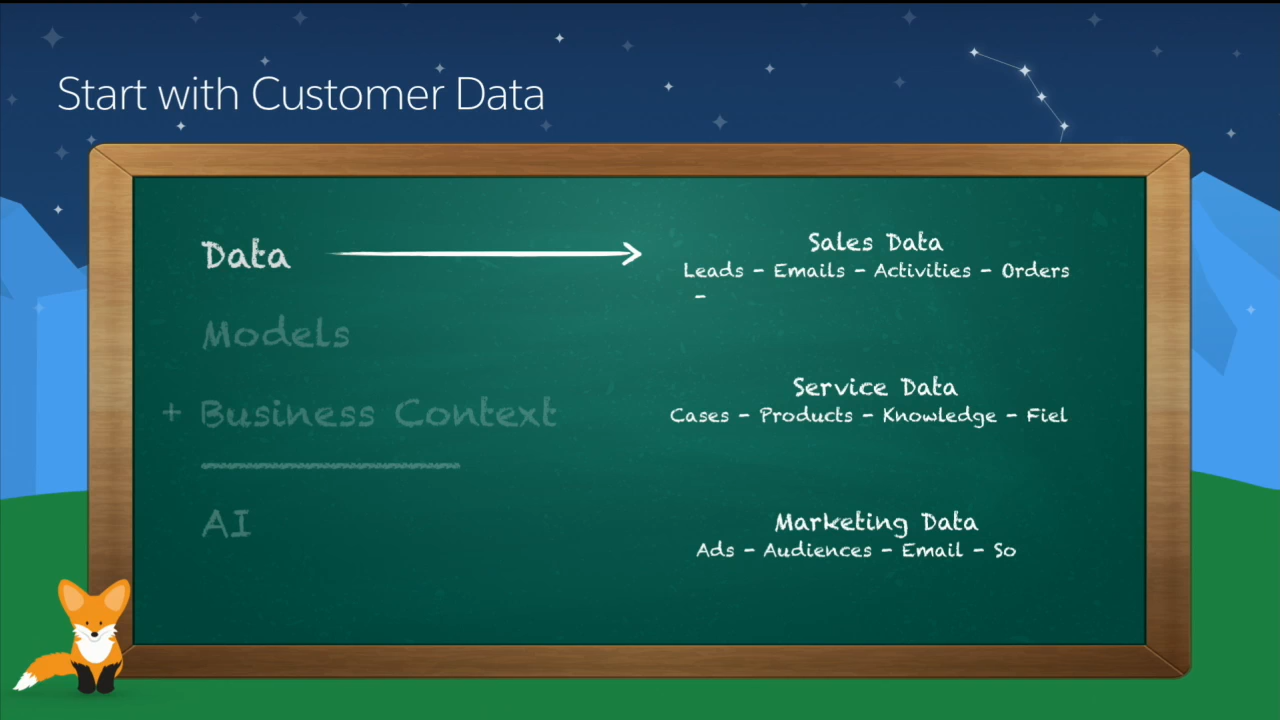 Start with Customer Data
Data
Models
+ Business Context
AI
Sales Data
Leads - Emails - Activities - Orders
-
Service Data
Cases - Products - Knowledge - Fiel
Marketing Data
Ads - Audiences - Email - So